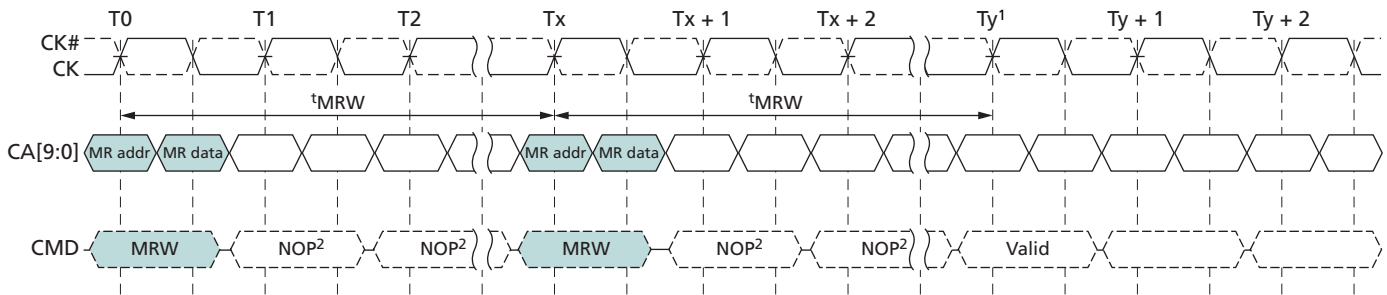 T0 T1 T2 Tx Tx + 1 Tx + 2 Ty¹ Ty + 1 Ty + 2
CK#
CK
ᵗMRW ᵗMRW
CA[9:0] MR addr MR data MR addr MR data
CMD MRW NOP² NOP² MRW NOP² NOP² Valid